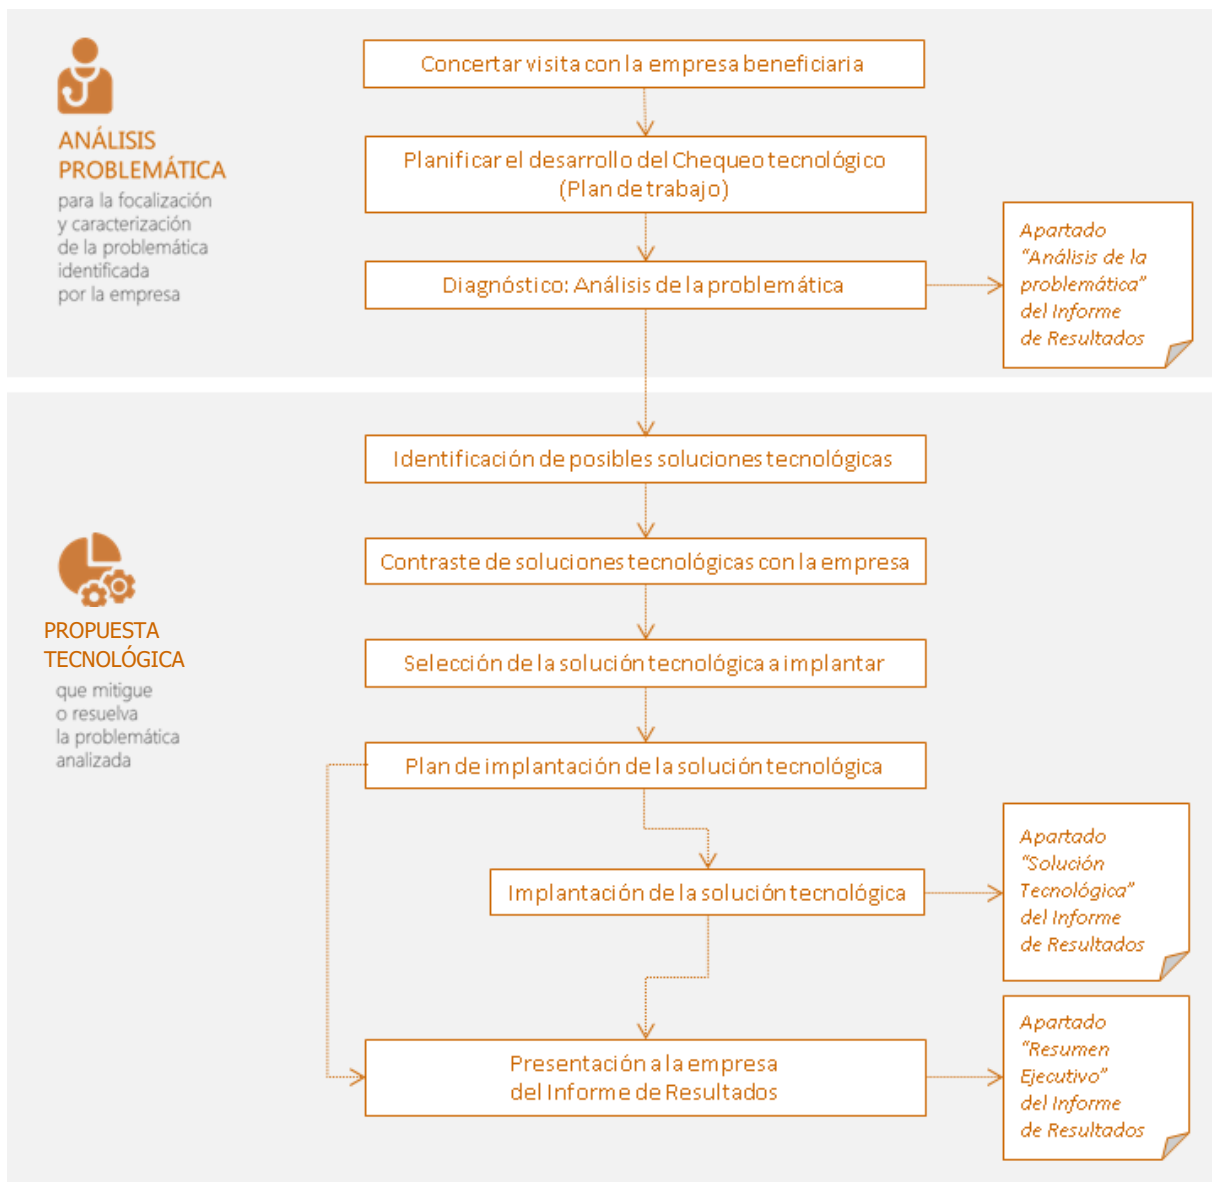 ANÁLISIS
PROBLEMÁTICA
para la focalización
y caracterización
de la problemática
identificada
por la empresa
Concertar visita con la empresa beneficiaria
Planificar el desarrollo del Chequeo tecnológico
(Plan de trabajo)
Diagnóstico: Análisis de la problemática
Apartado
“Análisis de la
problemática”
del Informe
de Resultados
PROPUESTA
TECNOLÓGICA
que mitigue
o resuelva
la problemática
analizada
Identificación de posibles soluciones tecnológicas
Contraste de soluciones tecnológicas con la empresa
Selección de la solución tecnológica a implantar
Plan de implantación de la solución tecnológica
Implantación de la solución tecnológica
Apartado
“Solución
Tecnológica”
del Informe
de Resultados
Presentación a la empresa
del Informe de Resultados
Apartado
“Resumen
Ejecutivo”
del Informe
de Resultados